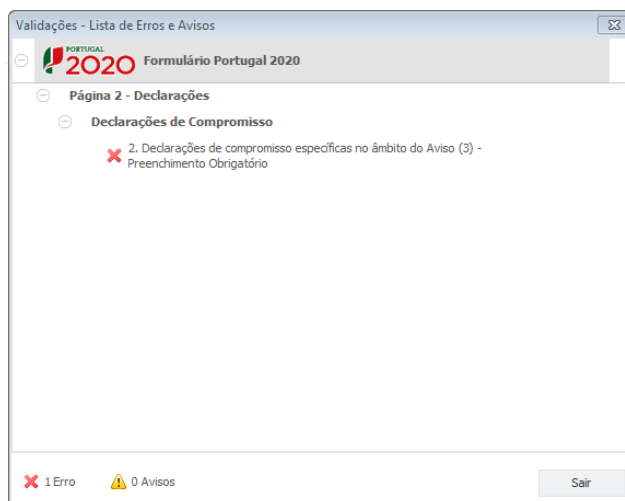 Validações - Lista de Erros e Avisos
PORTUGAL
2020
Formulário Portugal 2020
Página 2 - Declarações
Declarações de Compromisso
2. Declarações de compromisso específicas no âmbito do Aviso (3) -
Preenchimento Obrigatório
1 Erro
0 Avisos
Sair